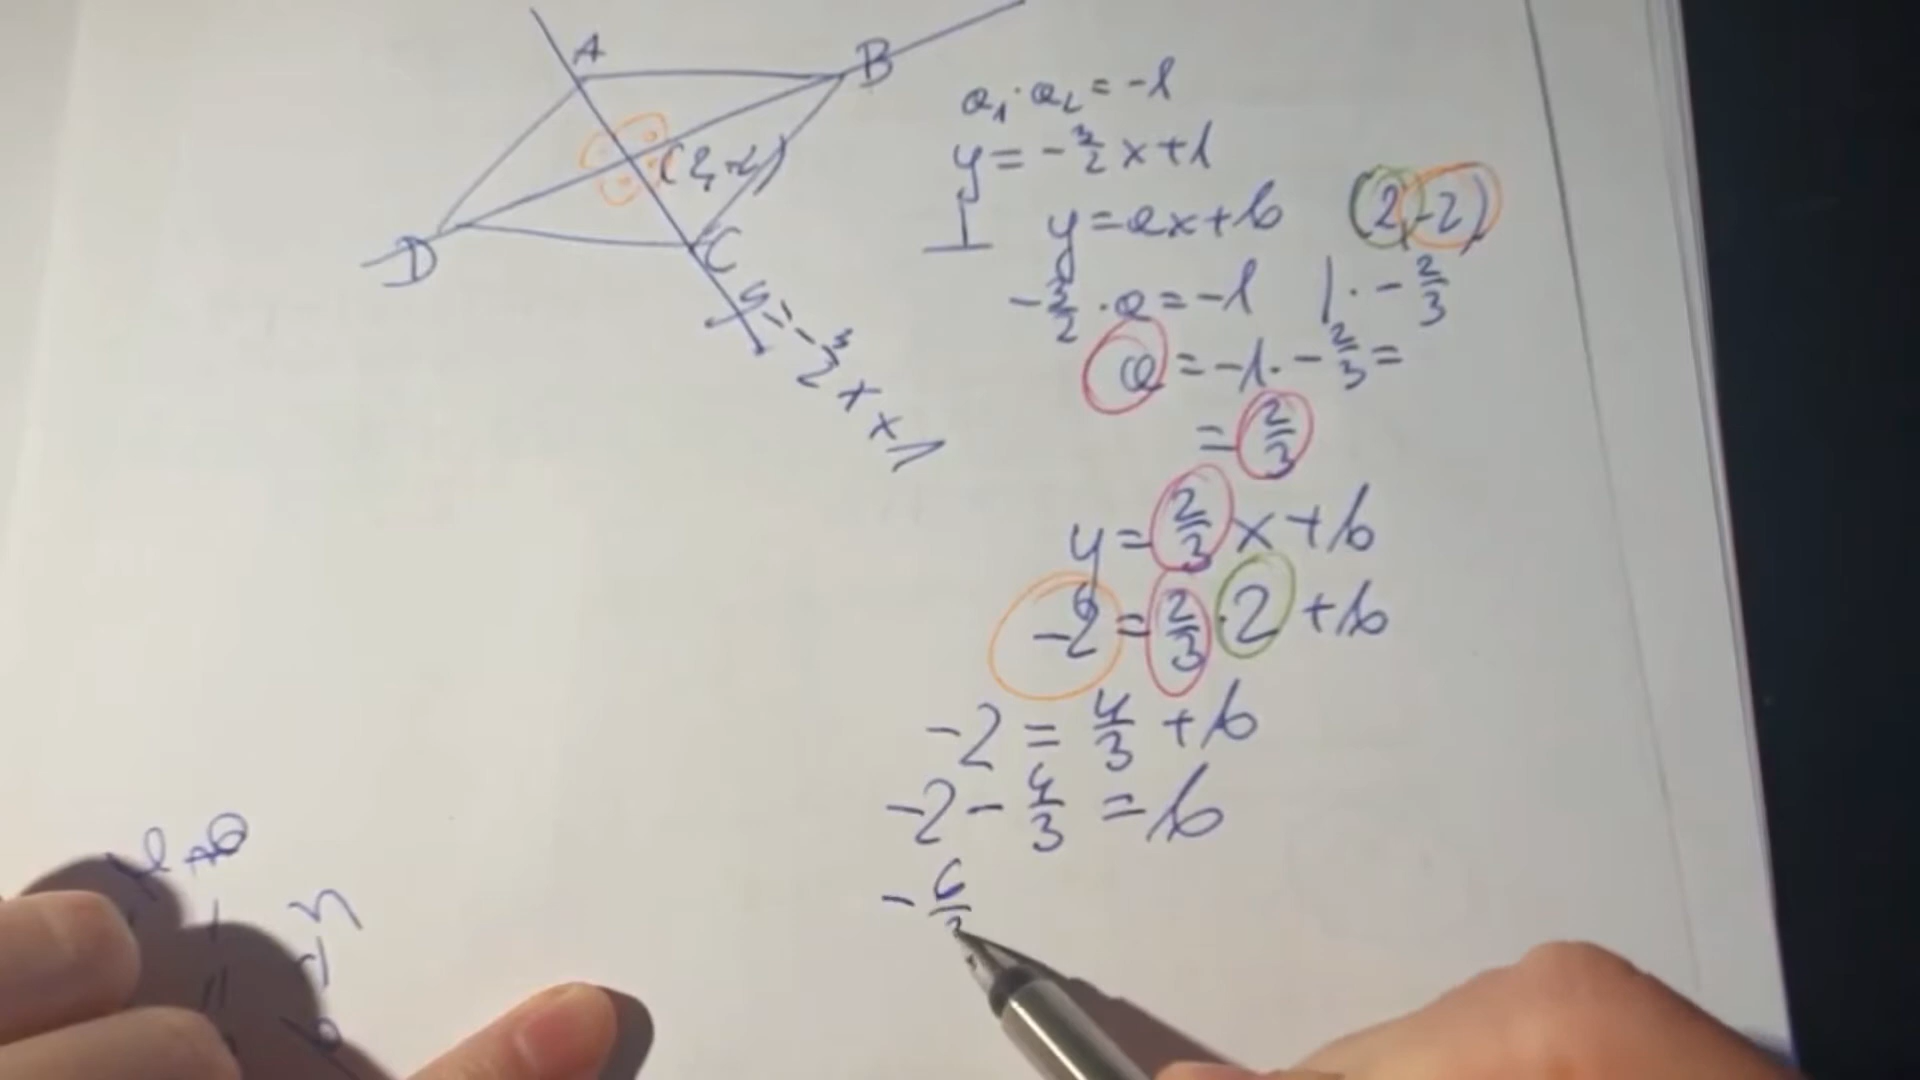 A
B
(2,-2)
D
C
y = -3/2 x + 1
a₁·a₂ = -1
y = -3/2 x + 1
⊥ y = ax + b (2,-2)
-3/2 · a = -1 |· -2/3
a = -1 · -2/3 =
= 2/3
y = 2/3 x + b
-2 = 2/3 · 2 + b
-2 = 4/3 + b
-2 - 4/3 = b
- 6/3